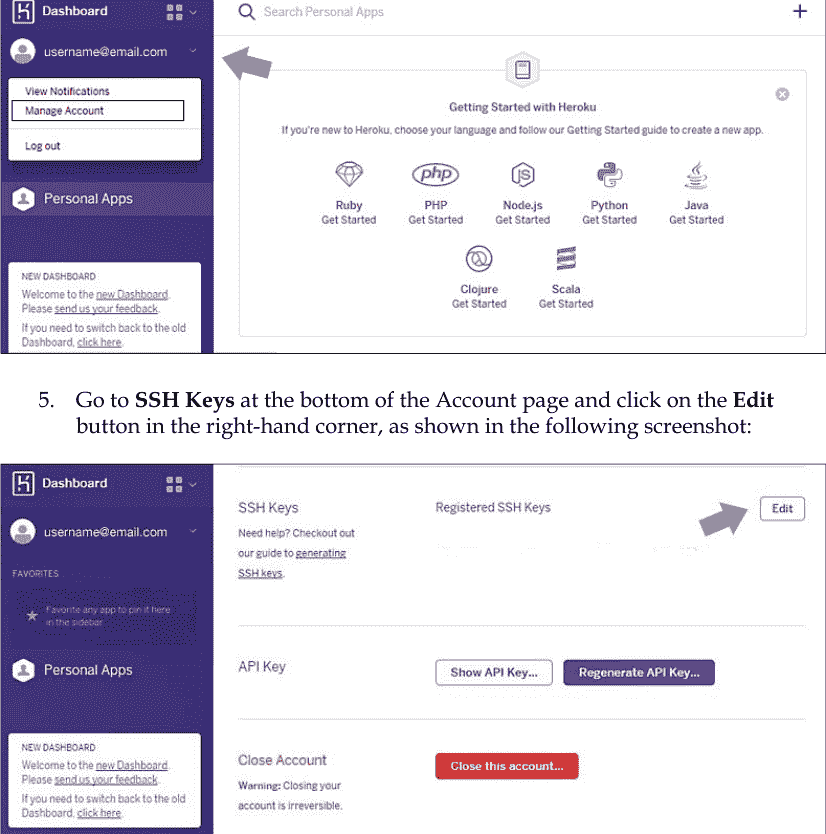 Dashboard
Search Personal Apps
username@email.com
View Notifications
Manage Account
Log out
Personal Apps
NEW DASHBOARD
Welcome to the new Dashboard.
Please send us your feedback.
If you need to switch back to the old
Dashboard, click here.
Getting Started with Heroku
If you're new to Heroku, choose your language and follow our Getting Started guide to create a new app.
Ruby
Get Started
php
PHP
Get Started
JS
Node.js
Get Started
Python
Get Started
Java
Get Started
Clojure
Get Started
Scala
Get Started
5. Go to SSH Keys at the bottom of the Account page and click on the Edit
button in the right-hand corner, as shown in the following screenshot:
Dashboard
username@email.com
FAVORITES
Favorite any app to pin it here
in the sidebar
Personal Apps
NEW DASHBOARD
Welcome to the new Dashboard.
Please send us your feedback.
If you need to switch back to the old
Dashboard, click here.
SSH Keys
Need help? Checkout out
our guide to generating
SSH keys.
Registered SSH Keys
Edit
API Key
Show API Key...
Regenerate API Key...
Close Account
Warning: Closing your
account is irreversible.
Close this account...